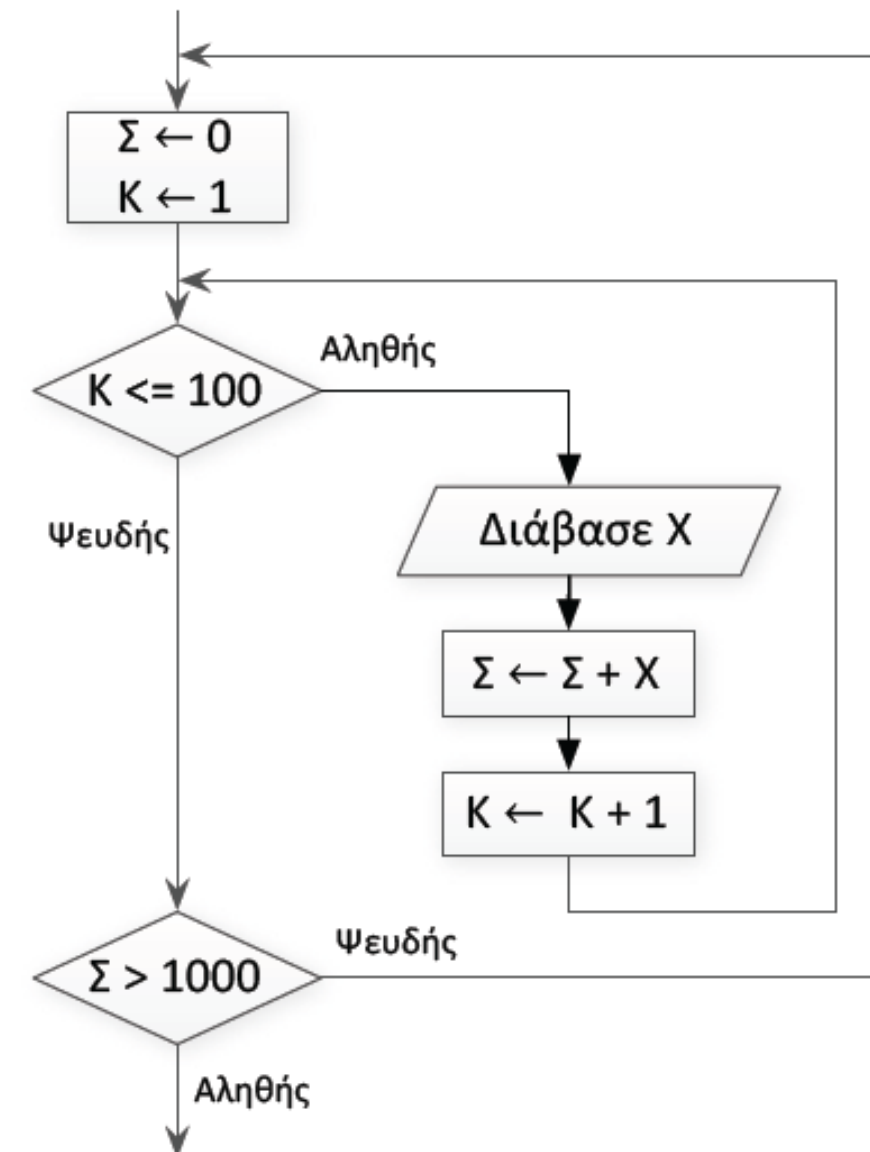 Σ ← 0
Κ ← 1
Κ <= 100
Αληθής
Ψευδής
Διάβασε Χ
Σ ← Σ + Χ
Κ ← Κ + 1
Σ > 1000
Ψευδής
Αληθής